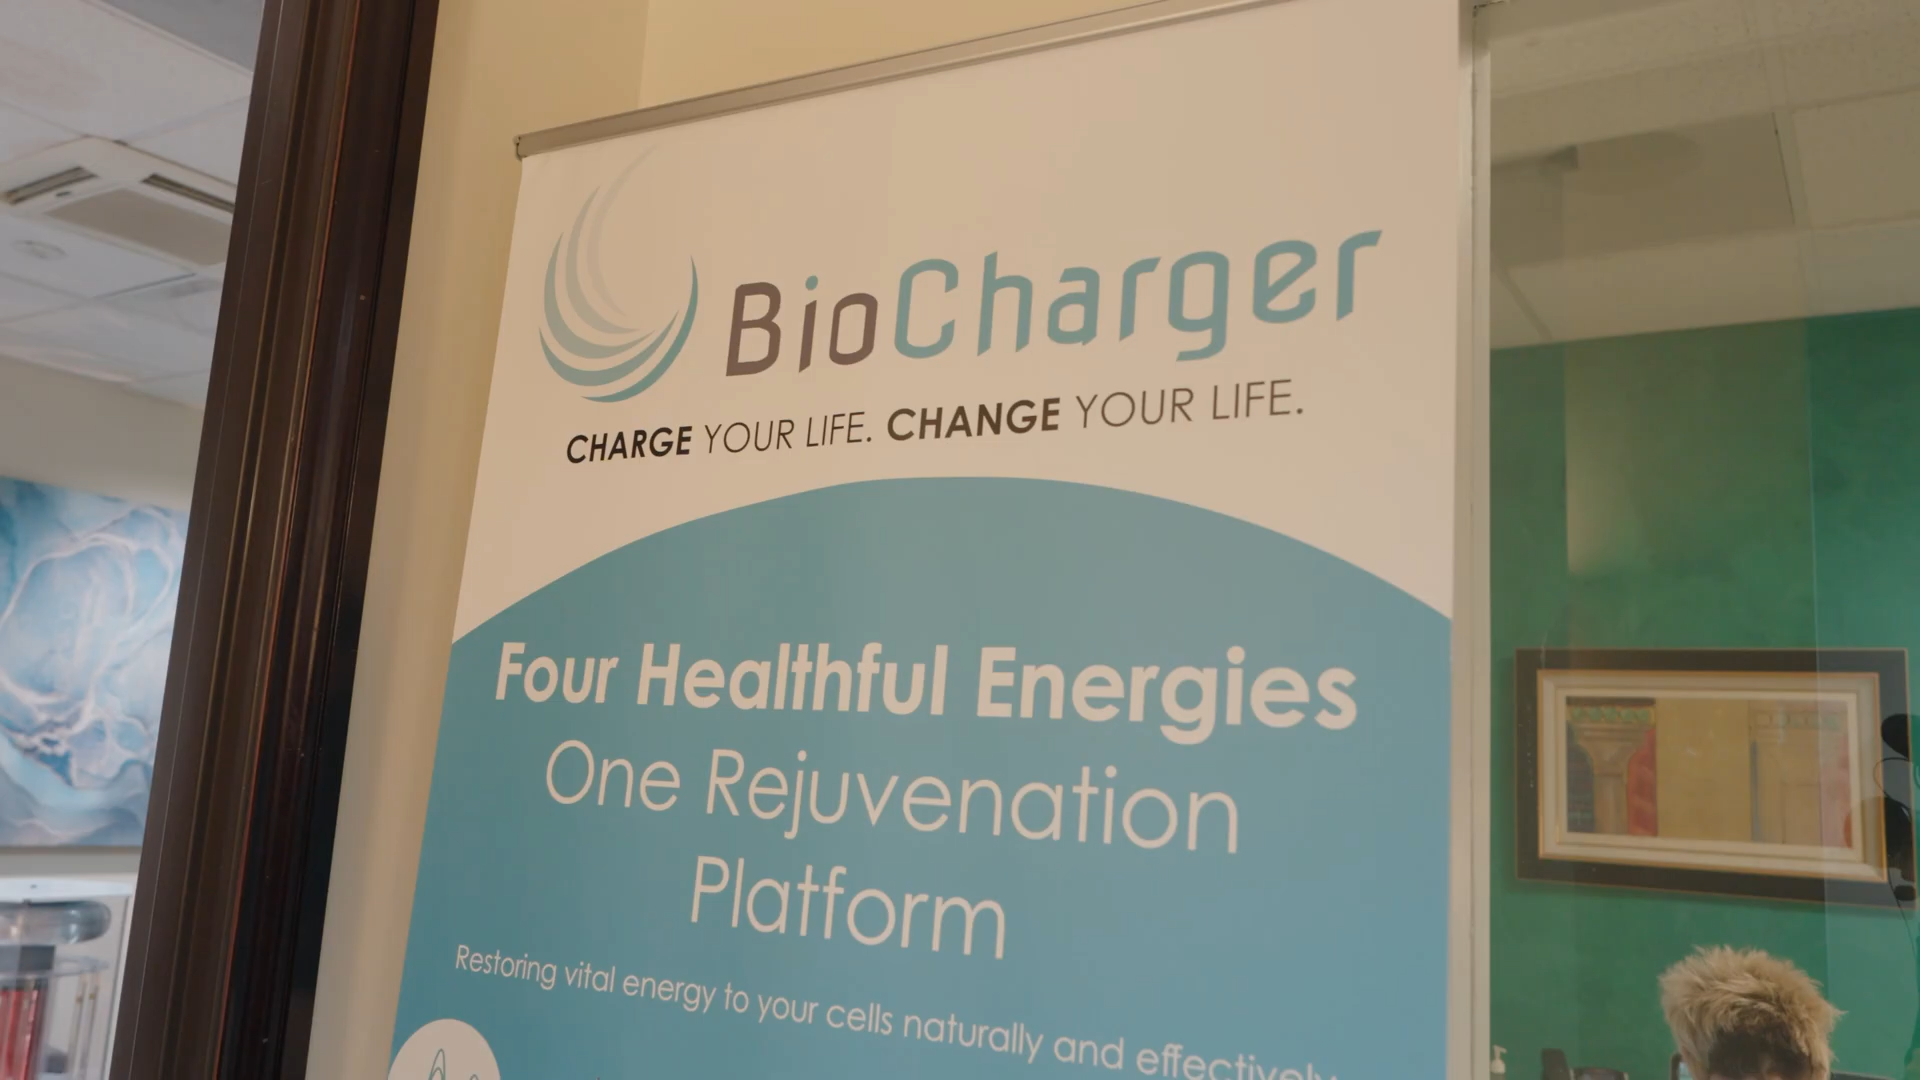 BioCharger
CHARGE YOUR LIFE. CHANGE YOUR LIFE.
Four Healthful Energies
One Rejuvenation
Platform
Restoring vital energy to your cells naturally and effectively